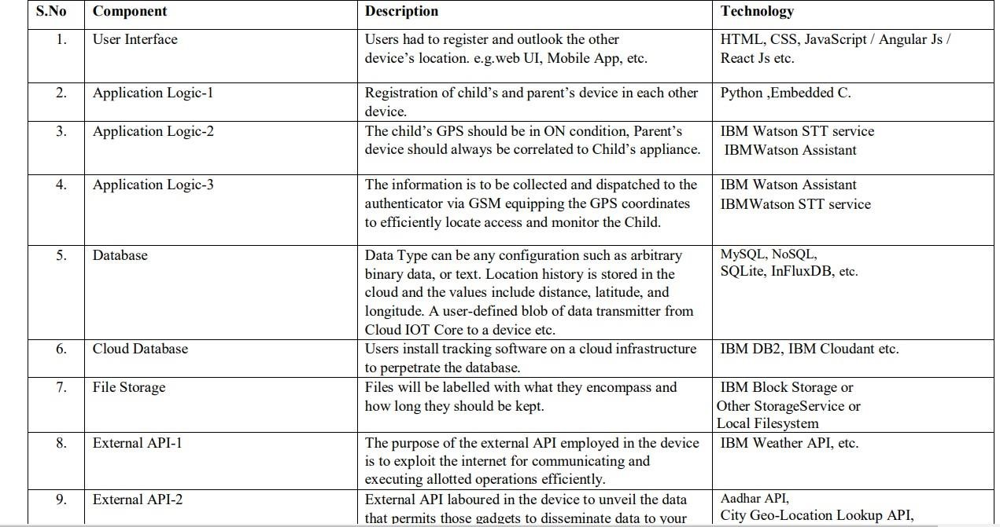 S.No Component Description Technology
1. User Interface Users had to register and outlook the other HTML, CSS, JavaScript / Angular Js /
device's location. e.g.web UI, Mobile App, etc. React Js etc.
2. Application Logic-1 Registration of child's and parent's device in each other Python ,Embedded C.
device.
3. Application Logic-2 The child's GPS should be in ON condition, Parent's IBM Watson STT service
device should always be correlated to Child's appliance. IBMWatson Assistant
4. Application Logic-3 The information is to be collected and dispatched to the IBM Watson Assistant
authenticator via GSM equipping the GPS coordinates IBMWatson STT service
to efficiently locate access and monitor the Child.
5. Database Data Type can be any configuration such as arbitrary MySQL, NoSQL,
binary data, or text. Location history is stored in the SQLite, InFluxDB, etc.
cloud and the values include distance, latitude, and
longitude. A user-defined blob of data transmitter from
Cloud IOT Core to a device etc.
6. Cloud Database Users install tracking software on a cloud infrastructure IBM DB2, IBM Cloudant etc.
to perpetrate the database.
7. File Storage Files will be labelled with what they encompass and IBM Block Storage or
how long they should be kept. Other StorageService or
Local Filesystem
8. External API-1 The purpose of the external API employed in the device IBM Weather API, etc.
is to exploit the internet for communicating and
executing allotted operations efficiently.
9. External API-2 External API laboured in the device to unveil the data Aadhar API,
that permits those gadgets to disseminate data to your City Geo-Location Lookup API,